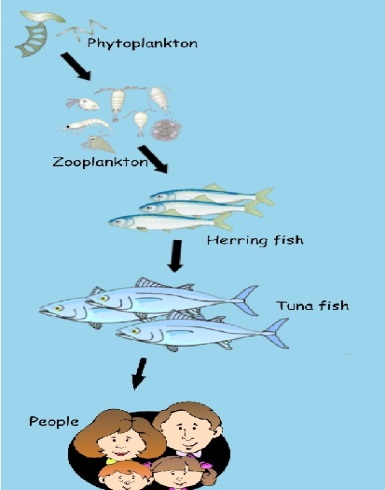 Phytoplankton
Zooplankton
Herring fish
Tuna fish
People